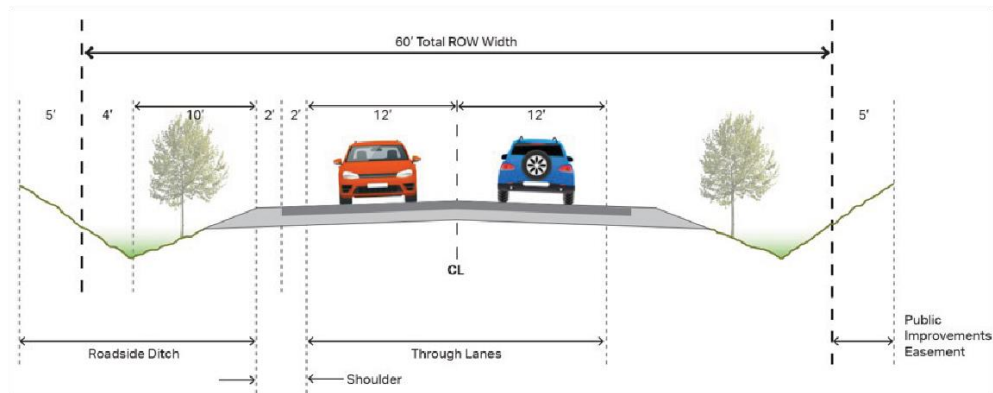 60' Total ROW Width
5' 4' 10' 2' 2' 12' 12' 5'
CL
Roadside Ditch
Through Lanes
Public
Improvements
Easement
Shoulder